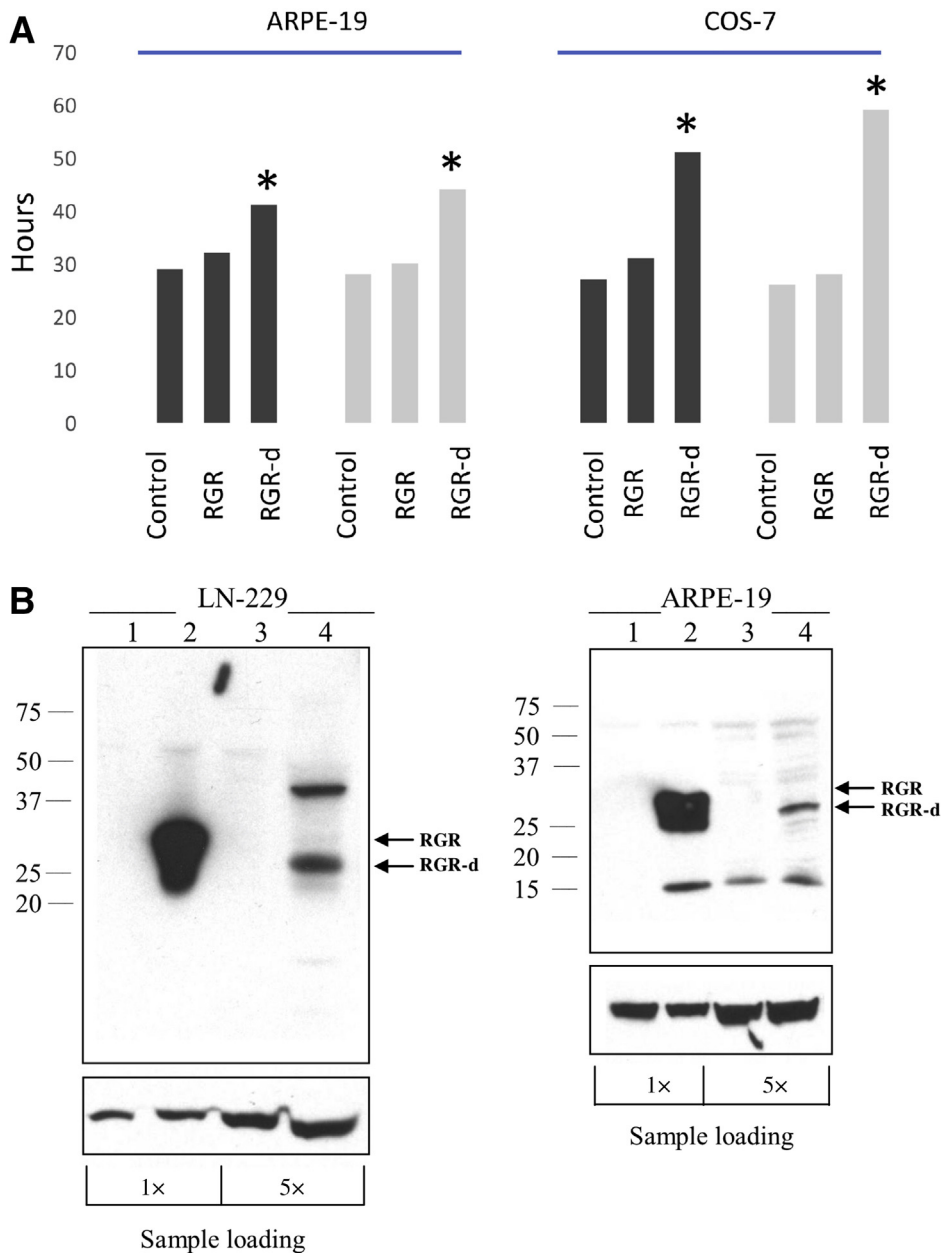 A
ARPE-19
COS-7
70
60
50
40
30
20
10
0
Hours
*
*
*
*
Control
RGR
RGR-d
Control
RGR
RGR-d
Control
RGR
RGR-d
Control
RGR
RGR-d
B
LN-229
1 2 3 4
75
50
37
25
20
RGR
RGR-d
1× 5×
Sample loading
ARPE-19
1 2 3 4
75
50
37
25
20
15
RGR
RGR-d
1× 5×
Sample loading